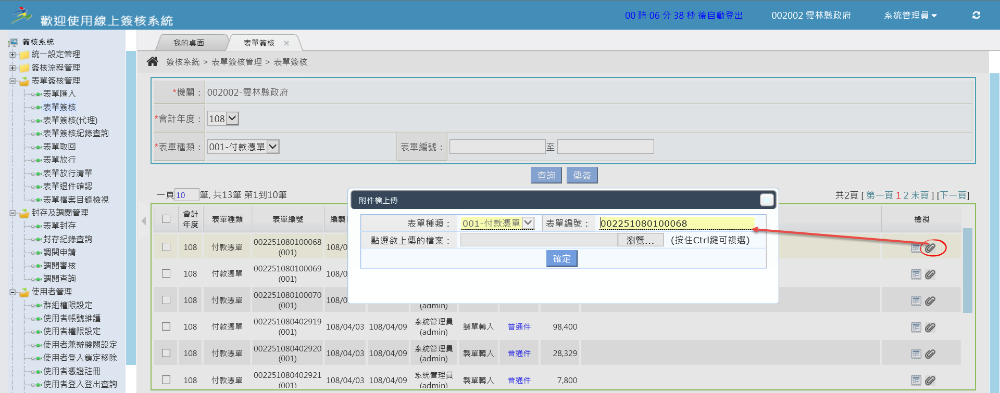 歡迎使用線上簽核系統
00 時 06 分 38 秒 後自動登出
002002 雲林縣政府
系統管理員
簽核系統
統一設定管理
簽核流程管理
表單簽核管理
表單匯入
表單簽核
表單簽核(代理)
表單簽核紀錄查詢
表單取回
表單放行
表單放行清單
表單退件確認
表單檔案目錄檢視
封存及調閱管理
表單封存
封存紀錄查詢
調閱申請
調閱審核
調閱查詢
使用者管理
群組權限設定
使用者帳號維護
使用者權限設定
使用者兼辦機關設定
使用者登入鎖定移除
使用者憑證註冊
使用者登入登出查詢
我的桌面
表單簽核
簽核系統 > 表單簽核管理 > 表單簽核
*機關：
002002-雲林縣政府
*會計年度：
108
*表單種類：
001-付款憑單
表單編號：
至
查詢
傳簽
一頁 10 筆, 共13筆 第1到10筆
共2頁 [ 第一頁 1 2 末頁 ] [下一頁]
會計年度
表單種類
表單編號
編製
檢視
108 付款憑單 002251080100068 (001) 108/0
108 付款憑單 002251080100069 (001) 108/0
108 付款憑單 002251080100070 (001) 108/0 (admin)
108 付款憑單 002251080402919 (001) 108/04/03 108/04/09 系統管理員 (admin) 製單轉入 普通件 98,400
108 付款憑單 002251080402920 (001) 108/04/03 108/04/09 系統管理員 (admin) 製單轉入 普通件 28,329
108 付款憑單 002251080402921 (001) 108/04/03 108/04/09 系統管理員 (admin) 製單轉入 普通件 7,800
附件檔上傳
表單種類：
001-付款憑單
表單編號：
002251080100068
點選欲上傳的檔案：
瀏覽...
(按住Ctrl鍵可複選)
確定